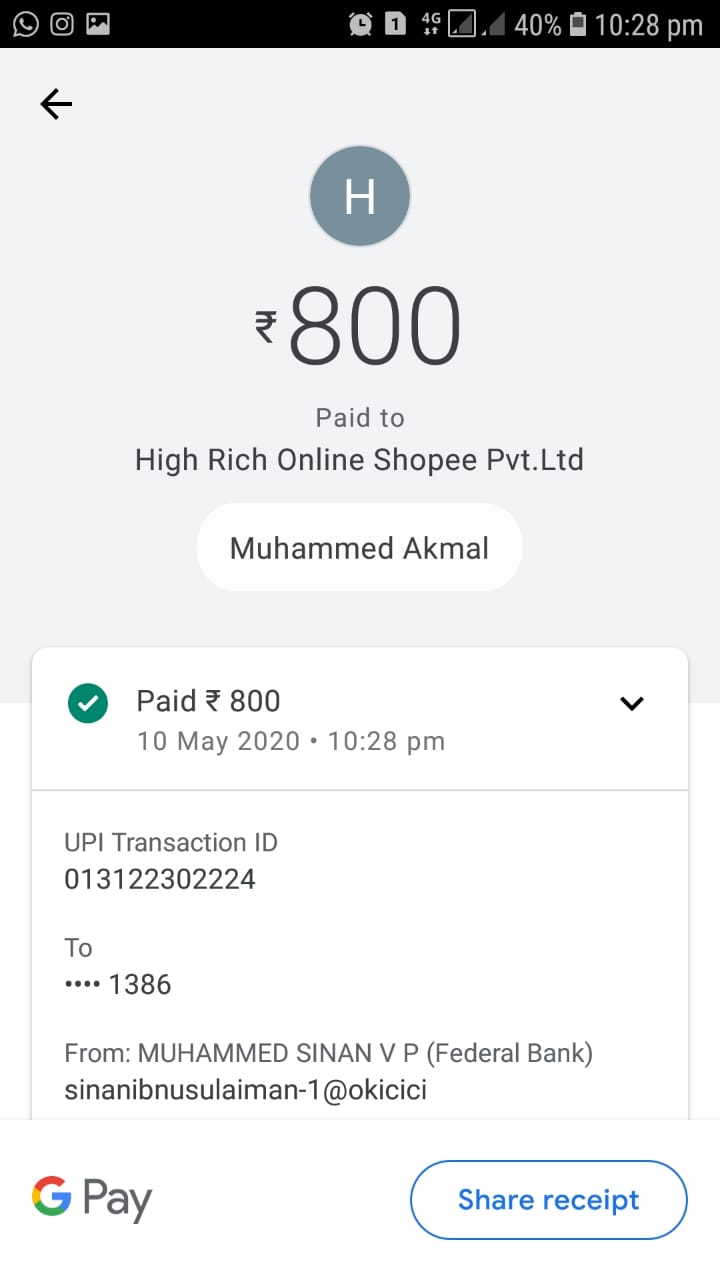 1 4G 40% 10:28 pm
H
₹800
Paid to
High Rich Online Shopee Pvt.Ltd
Muhammed Akmal
Paid ₹ 800
10 May 2020 • 10:28 pm
UPI Transaction ID
013122302224
To
•••• 1386
From: MUHAMMED SINAN V P (Federal Bank)
sinanibnusulaiman-1@okicici
G Pay
Share receipt